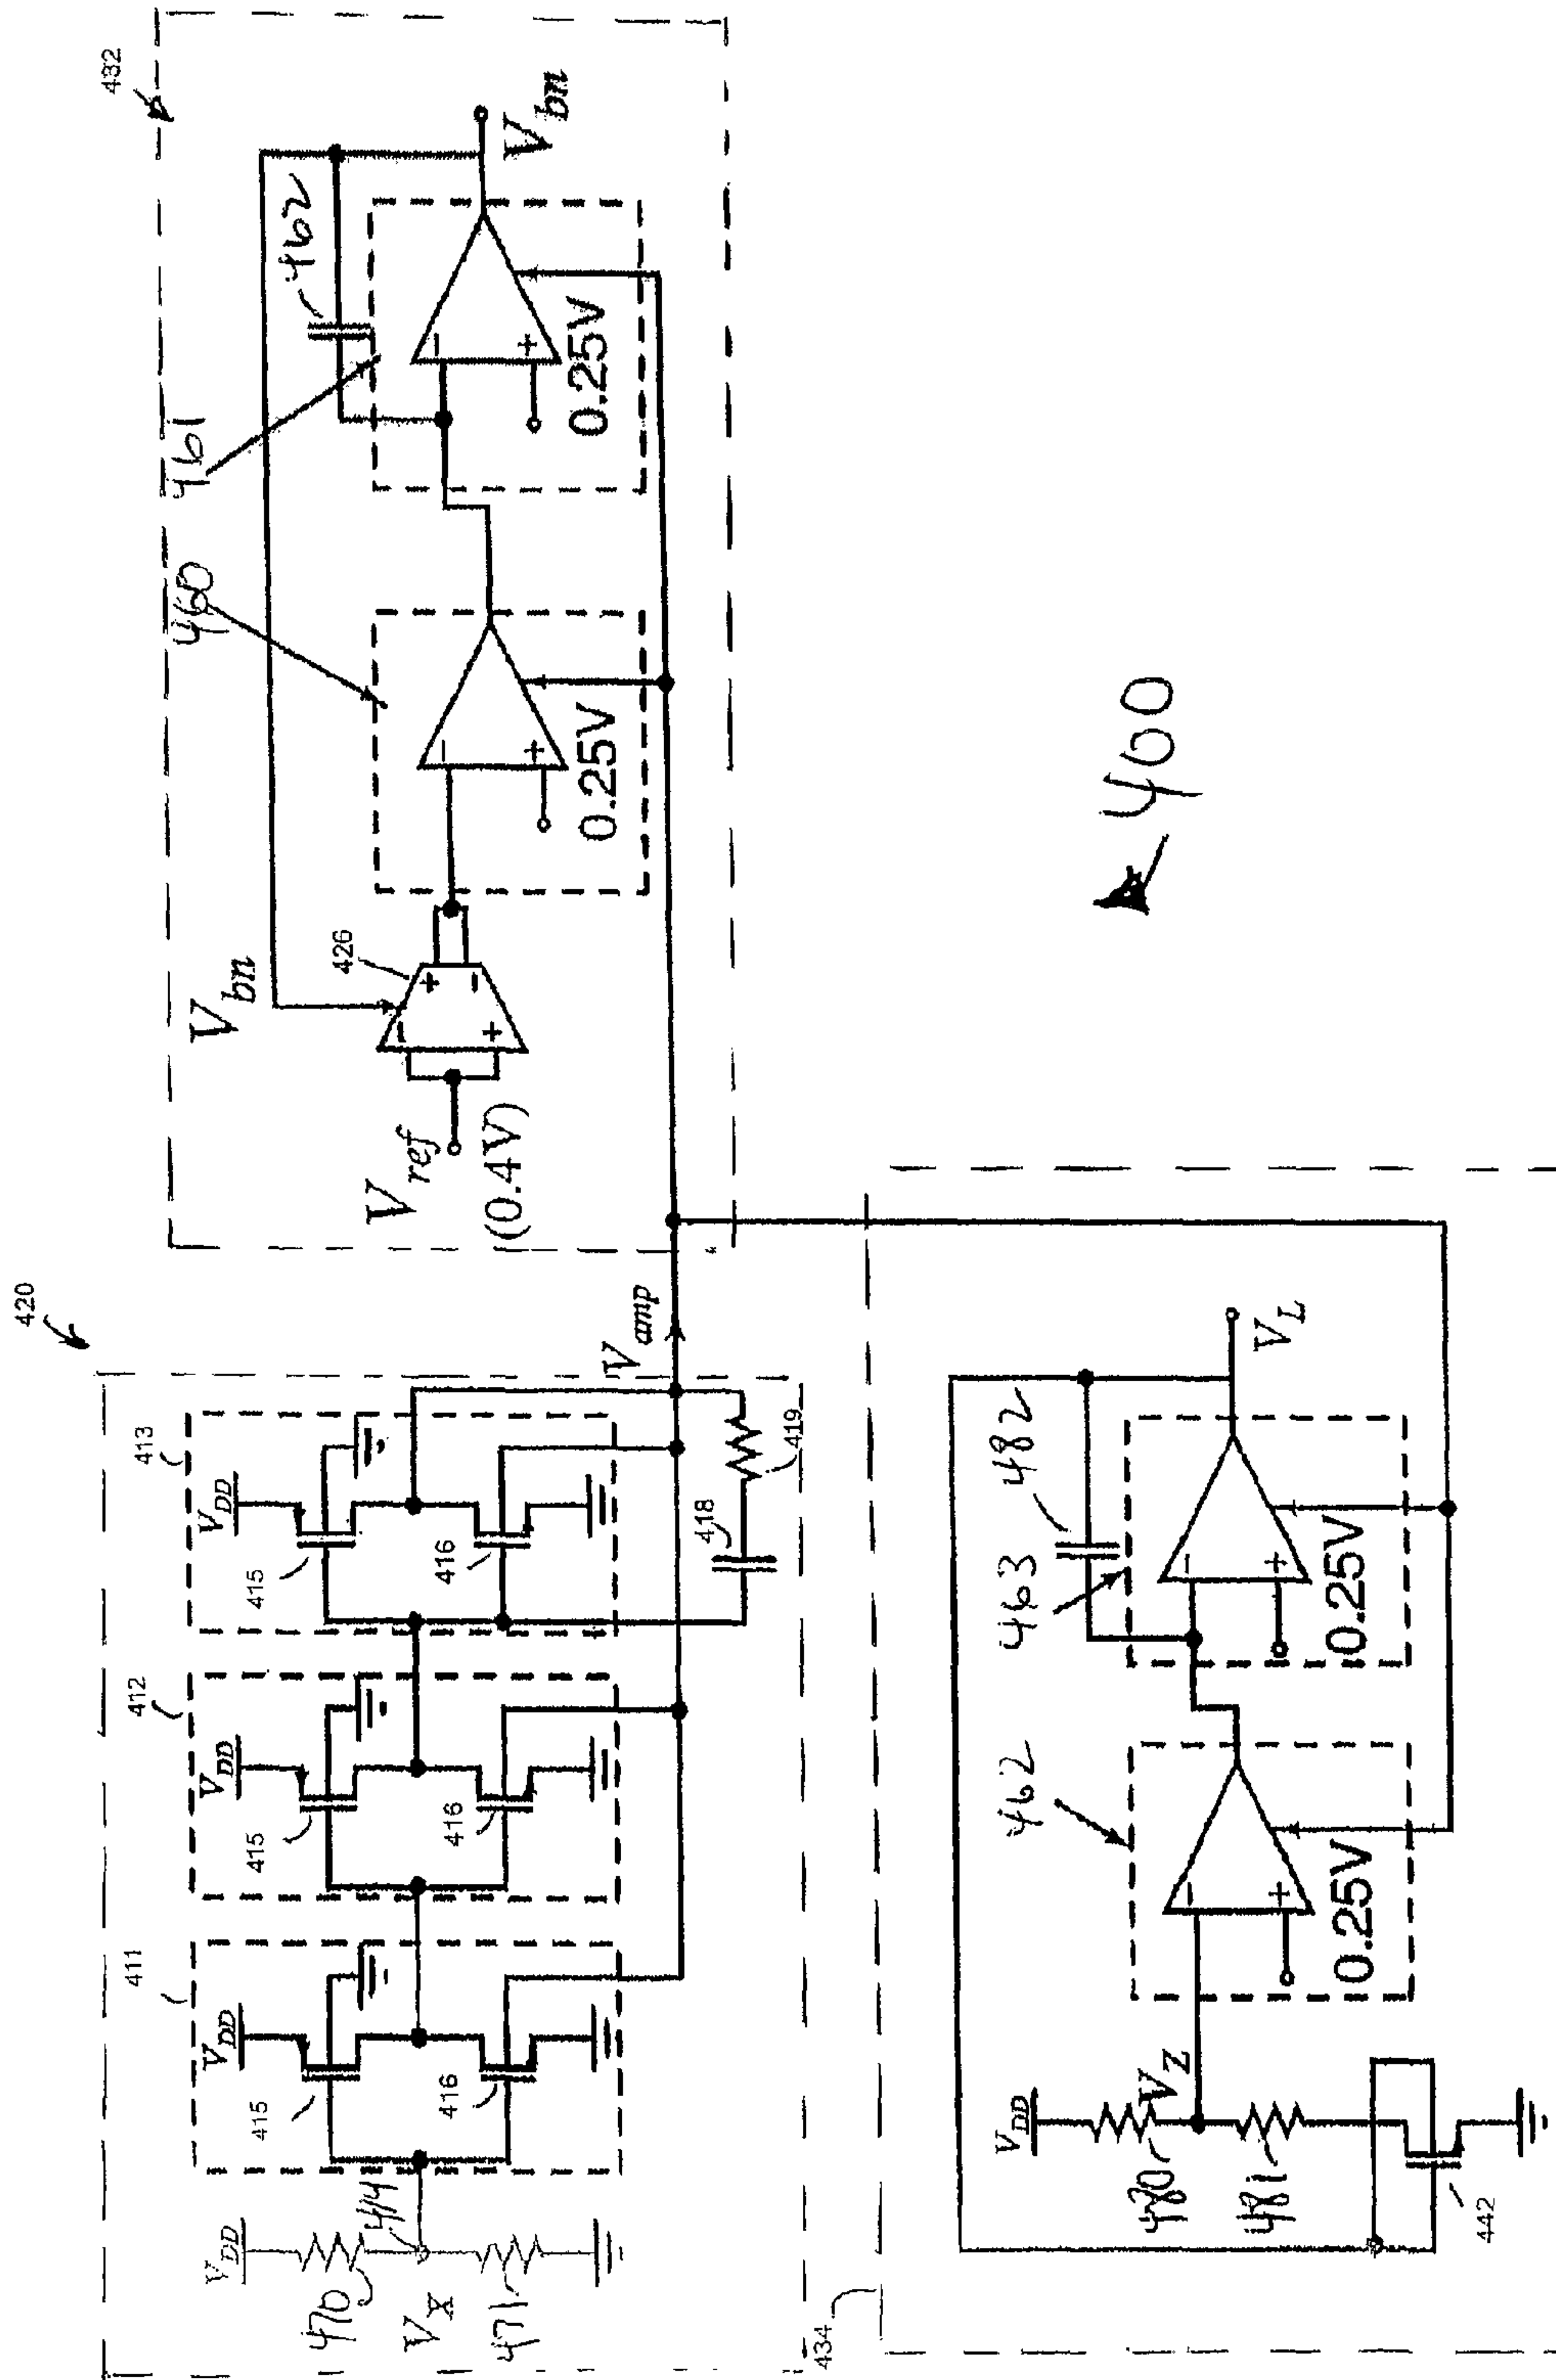 420
432
411
412
413
V_DD
V_DD
V_DD
V_DD
415
415
415
416
416
416
470
414
V_X
471
418
419
V_amp
V_bn
426
V_ref
(0.4V)
460
461
462
0.25V
0.25V
V_bn
434
V_DD
480
V_Z
481
442
462
463
482
0.25V
0.25V
V_L
400
+
−
+
−
−
+
−
+
−
+
−
+